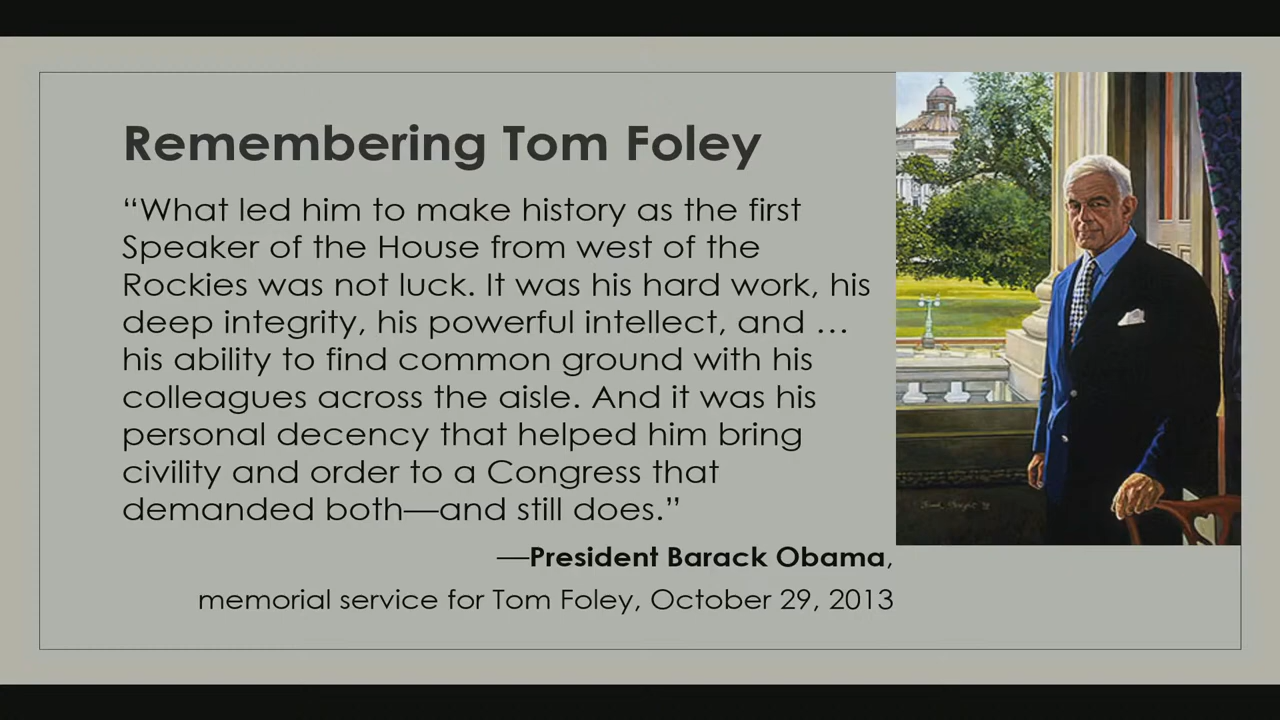 Remembering Tom Foley
“What led him to make history as the first
Speaker of the House from west of the
Rockies was not luck. It was his hard work, his
deep integrity, his powerful intellect, and …
his ability to find common ground with his
colleagues across the aisle. And it was his
personal decency that helped him bring
civility and order to a Congress that
demanded both—and still does.”
—President Barack Obama,
memorial service for Tom Foley, October 29, 2013